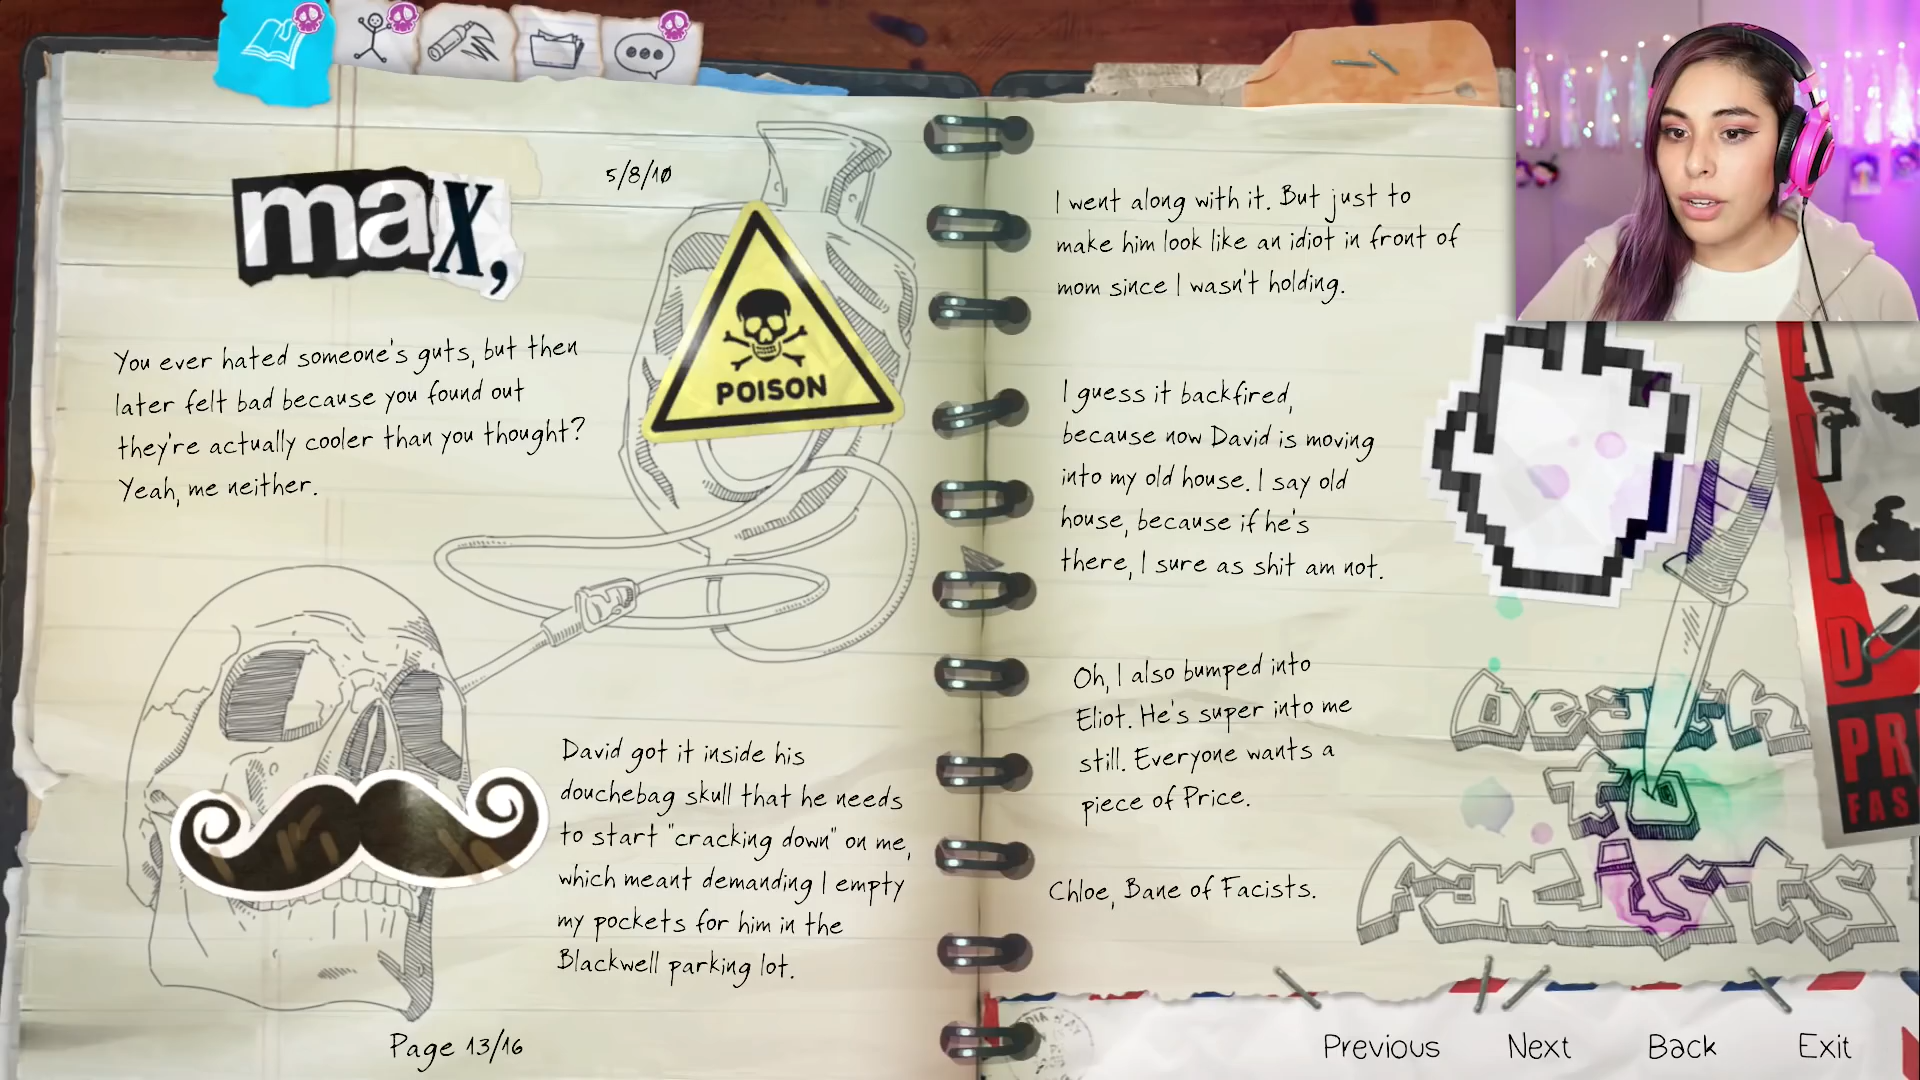 max,
5/8/10
POISON
You ever hated someone's guts, but then
later felt bad because you found out
they're actually cooler than you thought?
Yeah, me neither.
David got it inside his
douchebag skull that he needs
to start "cracking down" on me,
which meant demanding I empty
my pockets for him in the
Blackwell parking lot.
Page 13/16
I went along with it. But just to
make him look like an idiot in front of
mom since I wasn't holding.
I guess it backfired,
because now David is moving
into my old house. I say old
house, because if he's
there, I sure as shit am not.
Oh, I also bumped into
Eliot. He's super into me
still. Everyone wants a
piece of Price.
Chloe, Bane of Facists.
Death
to
Facists
Previous Next Back Exit